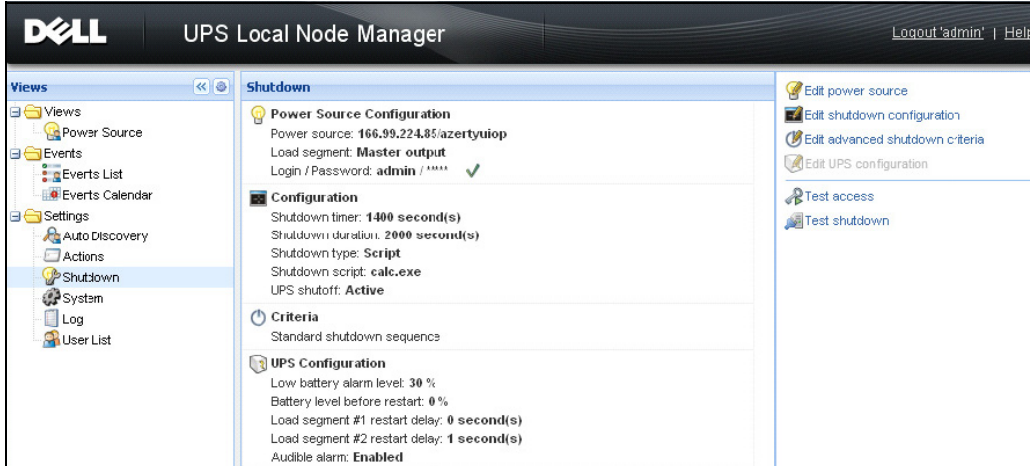 DELL
UPS Local Node Manager
Logout 'admin' | Help
Views
Views
Power Source
Events
Events List
Events Calendar
Settings
Auto Discovery
Actions
Shutdown
System
Log
User List
Shutdown
Power Source Configuration
Power source: 166.99.224.85/azertyuiop
Load segment: Master output
Login / Password: admin / *****
Configuration
Shutdown timer: 1400 second(s)
Shutdown duration: 2000 second(s)
Shutdown type: Script
Shutdown script: calc.exe
UPS shutoff: Active
Criteria
Standard shutdown sequence
UPS Configuration
Low battery alarm level: 30 %
Battery level before restart: 0 %
Load segment #1 restart delay: 0 second(s)
Load segment #2 restart delay: 1 second(s)
Audible alarm: Enabled
Edit power source
Edit shutdown configuration
Edit advanced shutdown criteria
Edit UPS configuration
Test access
Test shutdown